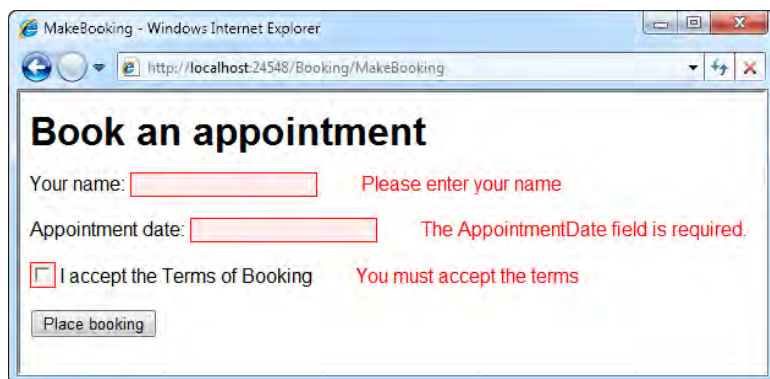 MakeBooking - Windows Internet Explorer
http://localhost:24548/Booking/MakeBooking
Book an appointment
Your name: Please enter your name
Appointment date: The AppointmentDate field is required.
I accept the Terms of Booking You must accept the terms
Place booking